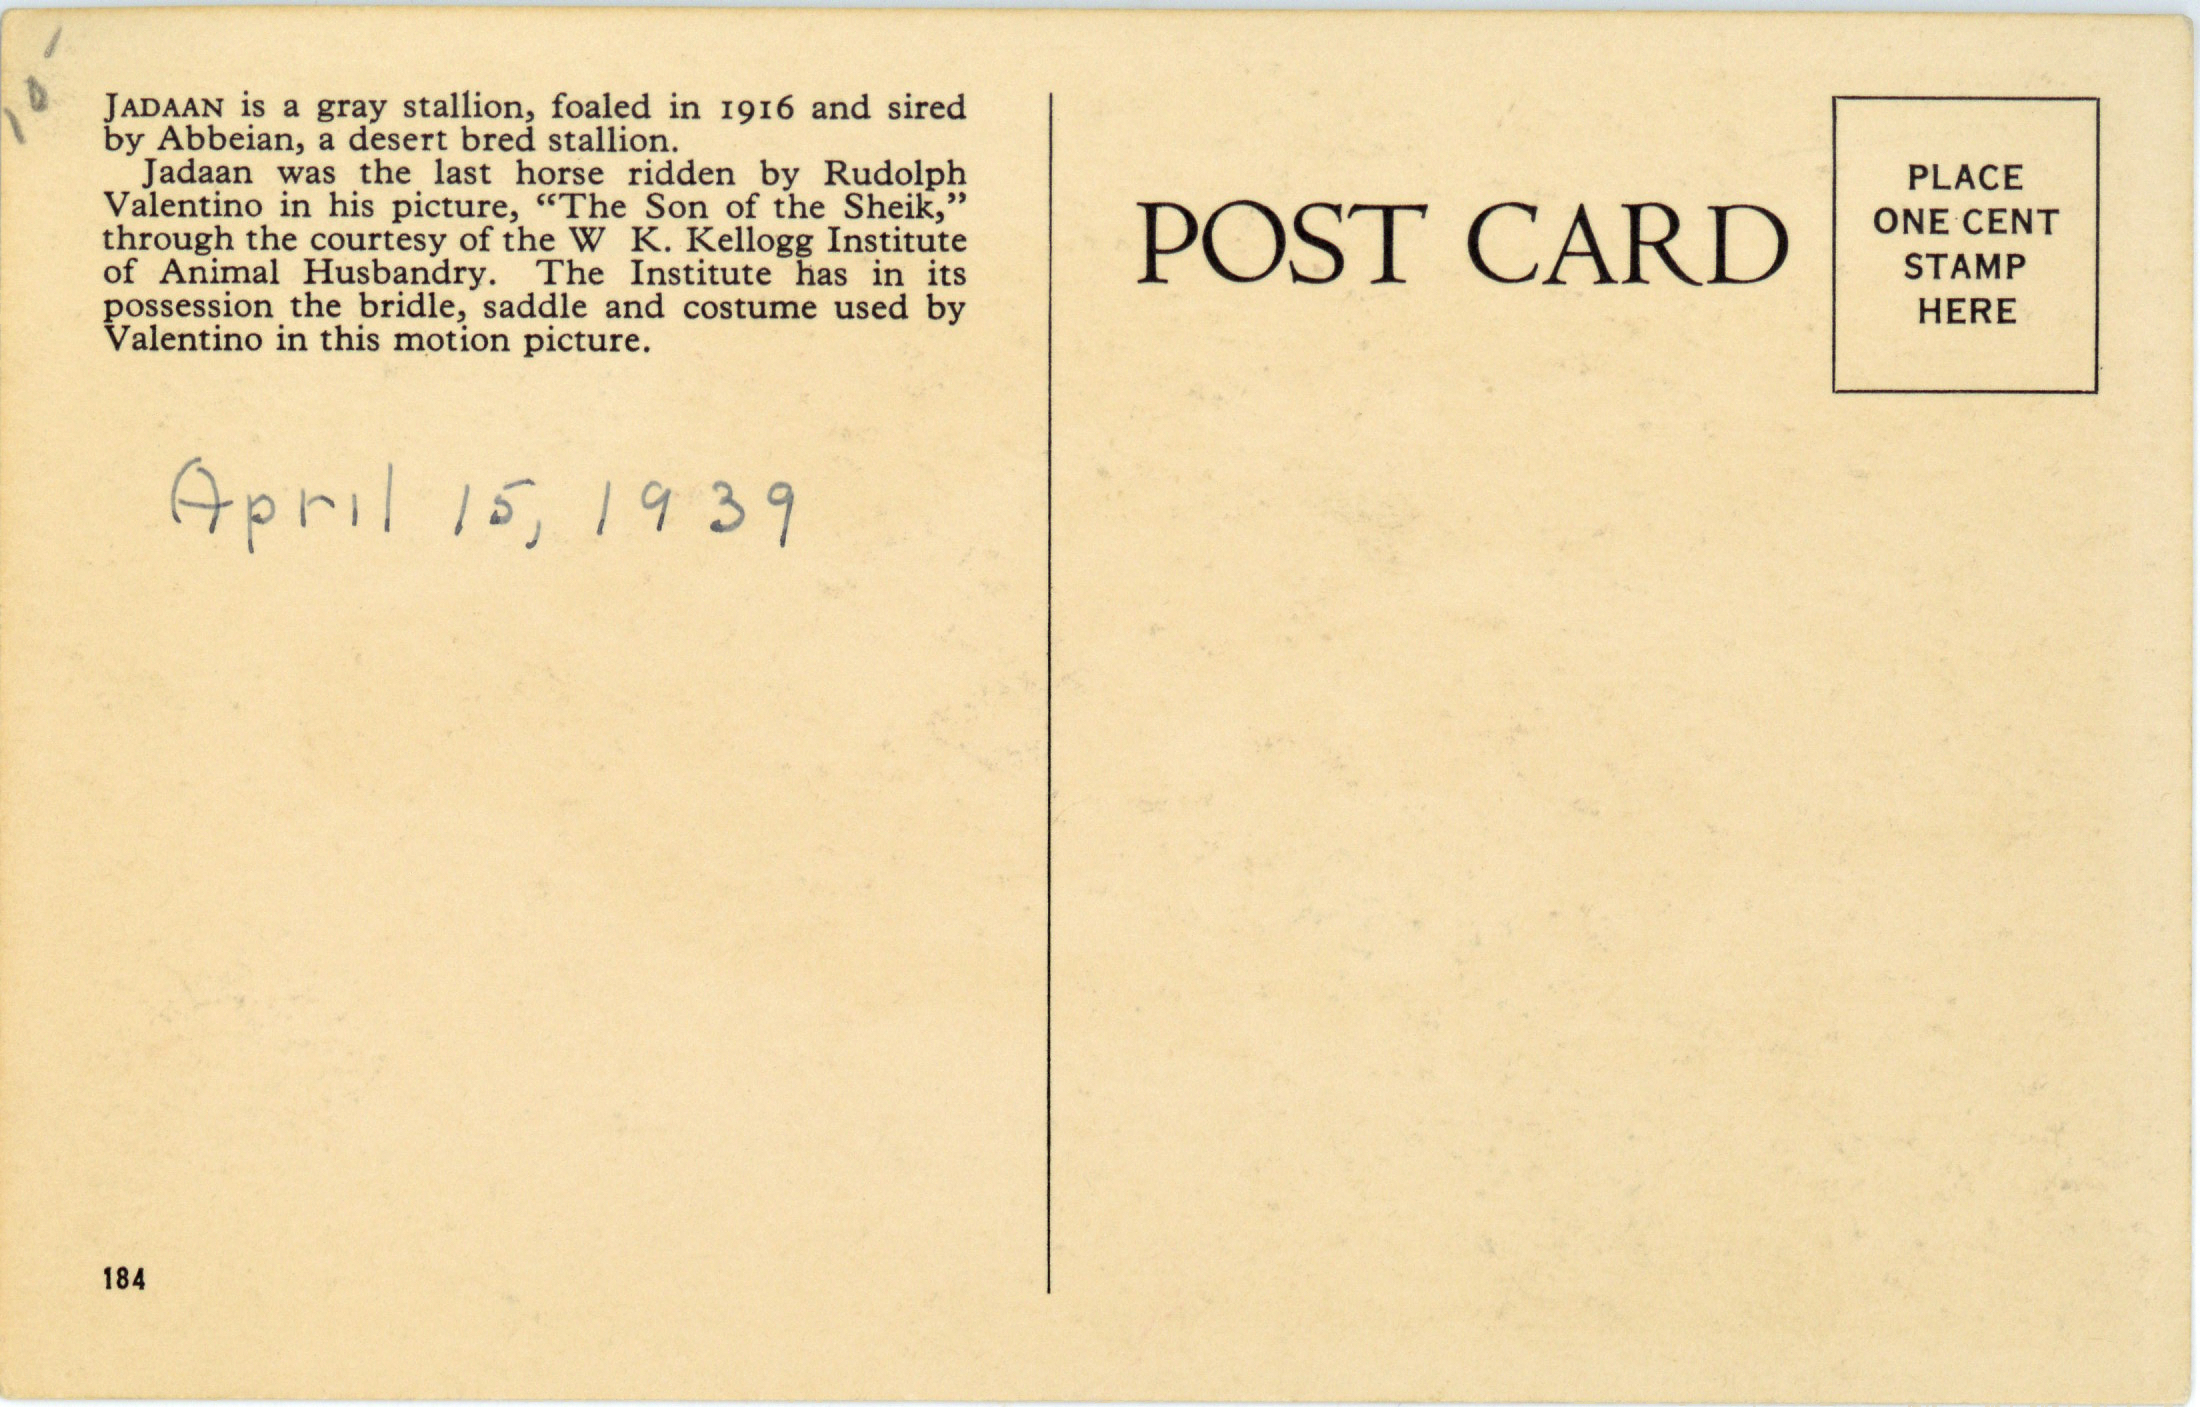 JADAAN is a gray stallion, foaled in 1916 and sired
by Abbeian, a desert bred stallion.
Jadaan was the last horse ridden by Rudolph
Valentino in his picture, “The Son of the Sheik,”
through the courtesy of the W K. Kellogg Institute
of Animal Husbandry. The Institute has in its
possession the bridle, saddle and costume used by
Valentino in this motion picture.
April 15, 1939
184
POST CARD
PLACE
ONE CENT
STAMP
HERE